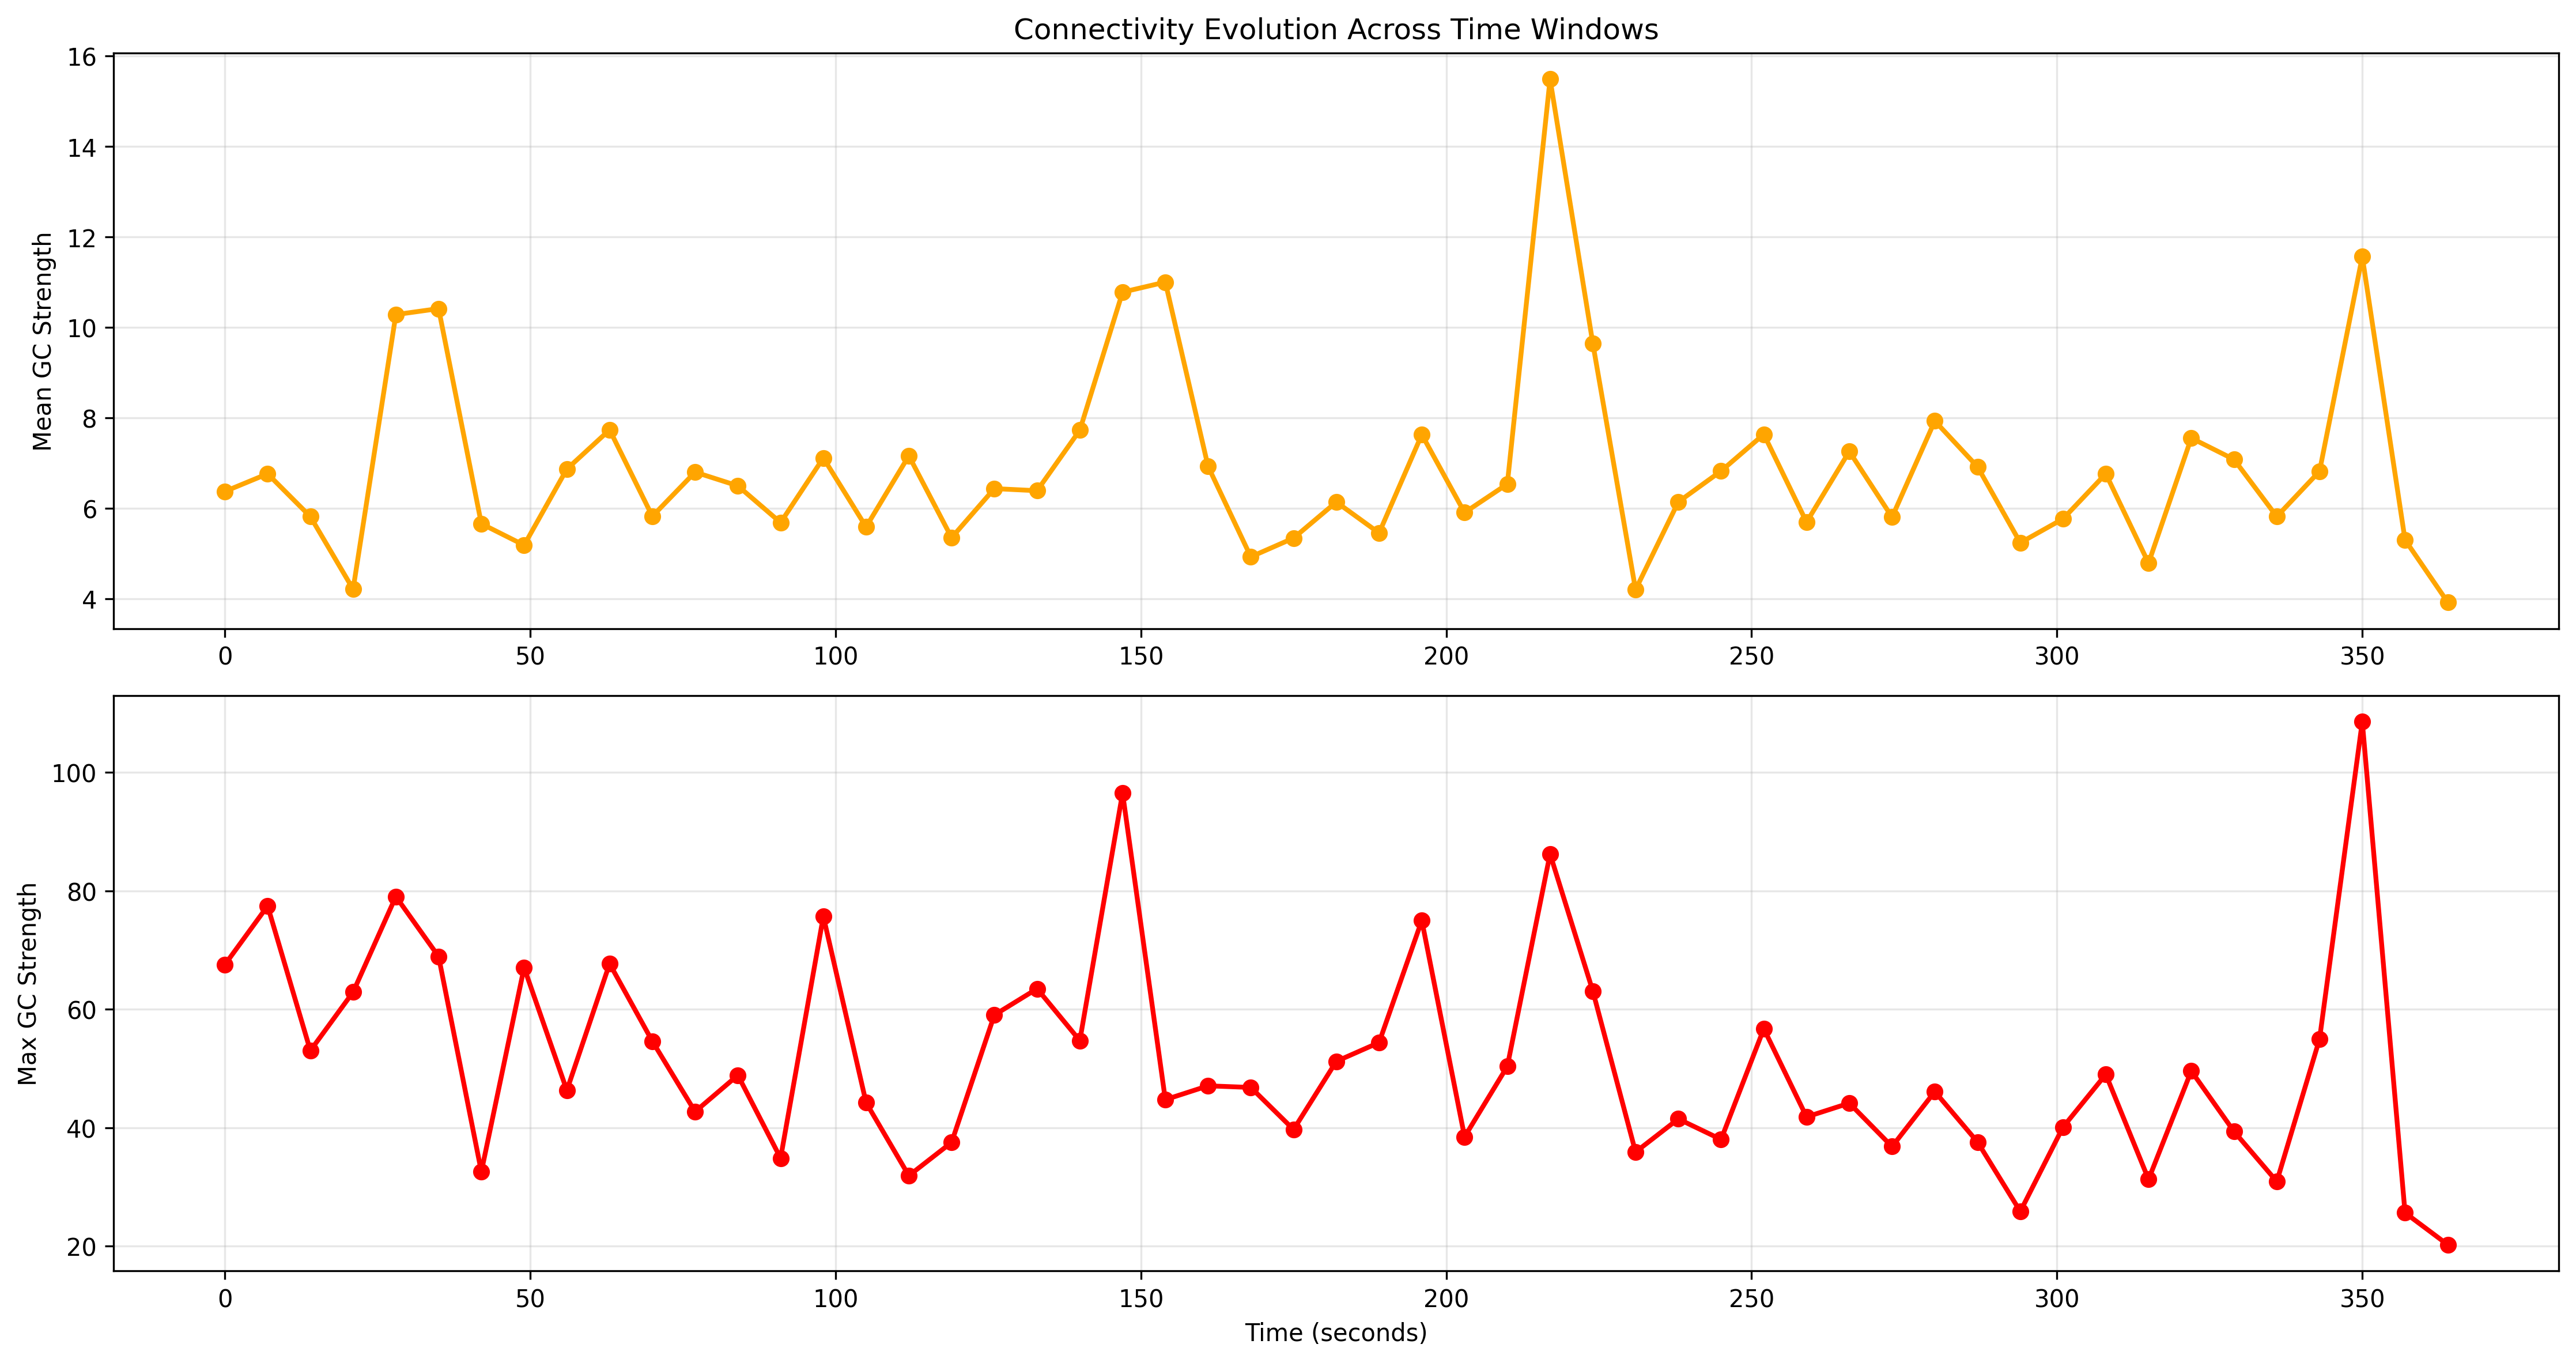 Connectivity Evolution Across Time Windows
Mean GC Strength
16
14
12
10
8
6
4
0 50 100 150 200 250 300 350
Max GC Strength
100
80
60
40
20
0 50 100 150 200 250 300 350
Time (seconds)